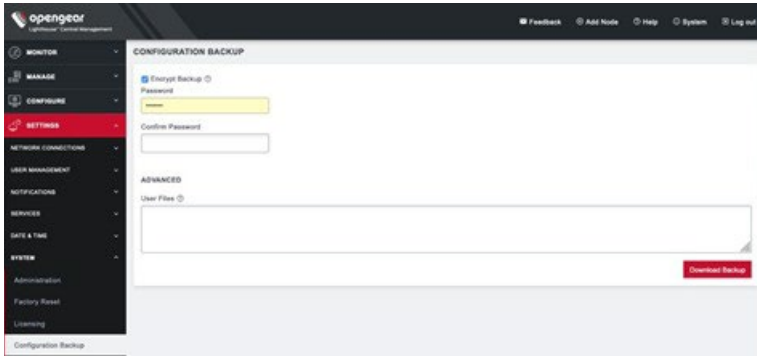 opengear
Lighthouse Central Management
Feedback
Add Node
Help
System
Log out
MONITOR
MANAGE
CONFIGURE
SETTINGS
NETWORK CONNECTIONS
USER MANAGEMENT
NOTIFICATIONS
SERVICES
DATE & TIME
SYSTEM
Administration
Factory Reset
Licensing
Configuration Backup
CONFIGURATION BACKUP
Encrypt Backup
Password
Confirm Password
ADVANCED
User Files
Download Backup